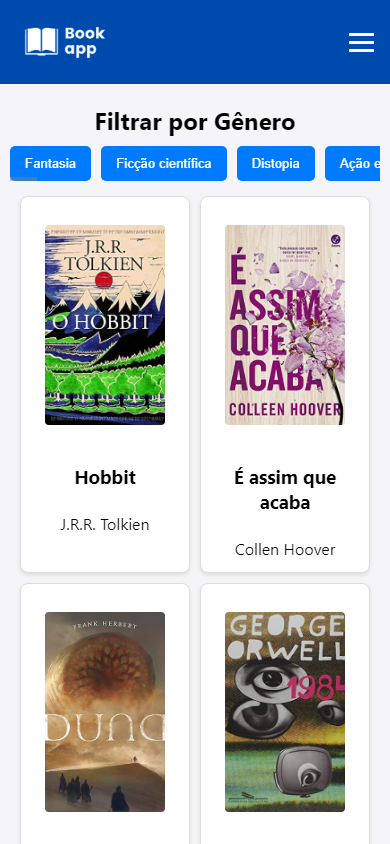 Book
app
Filtrar por Gênero
Fantasia
Ficção científica
Distopia
Ação e
J.R.R.
TOLKIEN
O HOBBIT
É
ASSIM
QUE
ACABA
COLLEEN HOOVER
Hobbit
J.R.R. Tolkien
É assim que
acaba
Collen Hoover
FRANK HERBERT
DUNA
GEORGE
ORWELL
1984